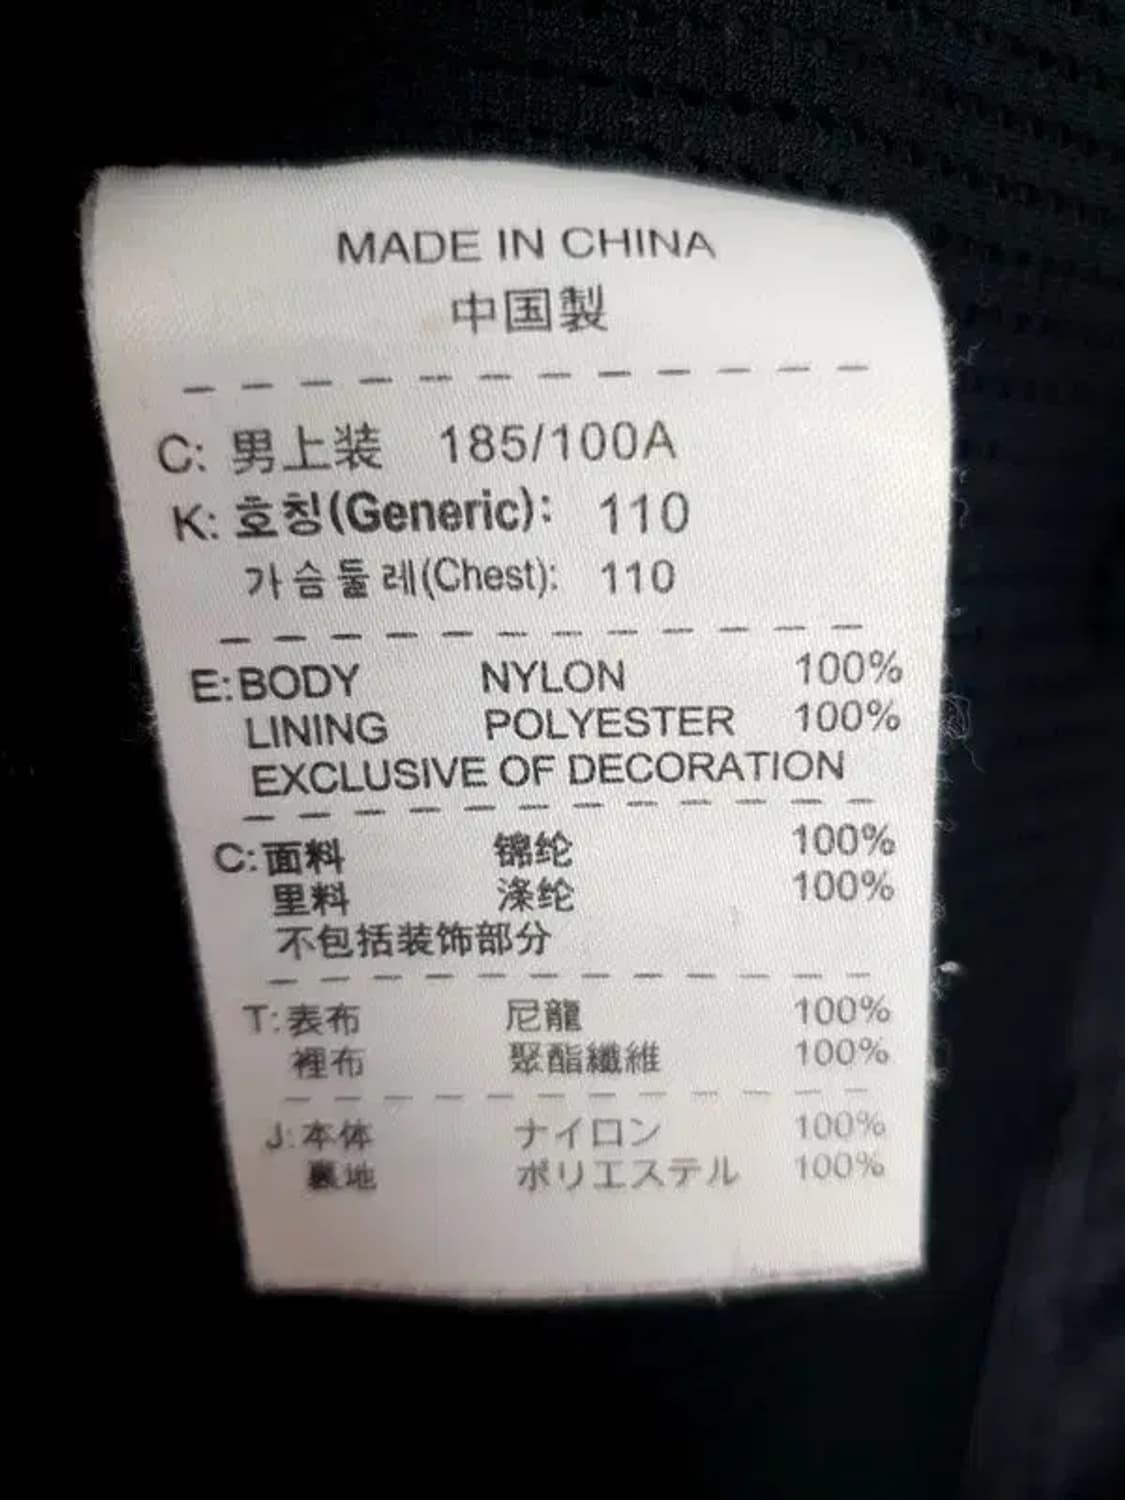 MADE IN CHINA
中国製
C: 男上装 185/100A
K: 호칭(Generic): 110
가슴둘레(Chest): 110
E: BODY NYLON 100%
LINING POLYESTER 100%
EXCLUSIVE OF DECORATION
C: 面料 锦纶 100%
里料 涤纶 100%
不包括装饰部分
T: 表布 尼龍 100%
裡布 聚酯纖維 100%
J: 本体 ナイロン 100%
裏地 ポリエステル 100%